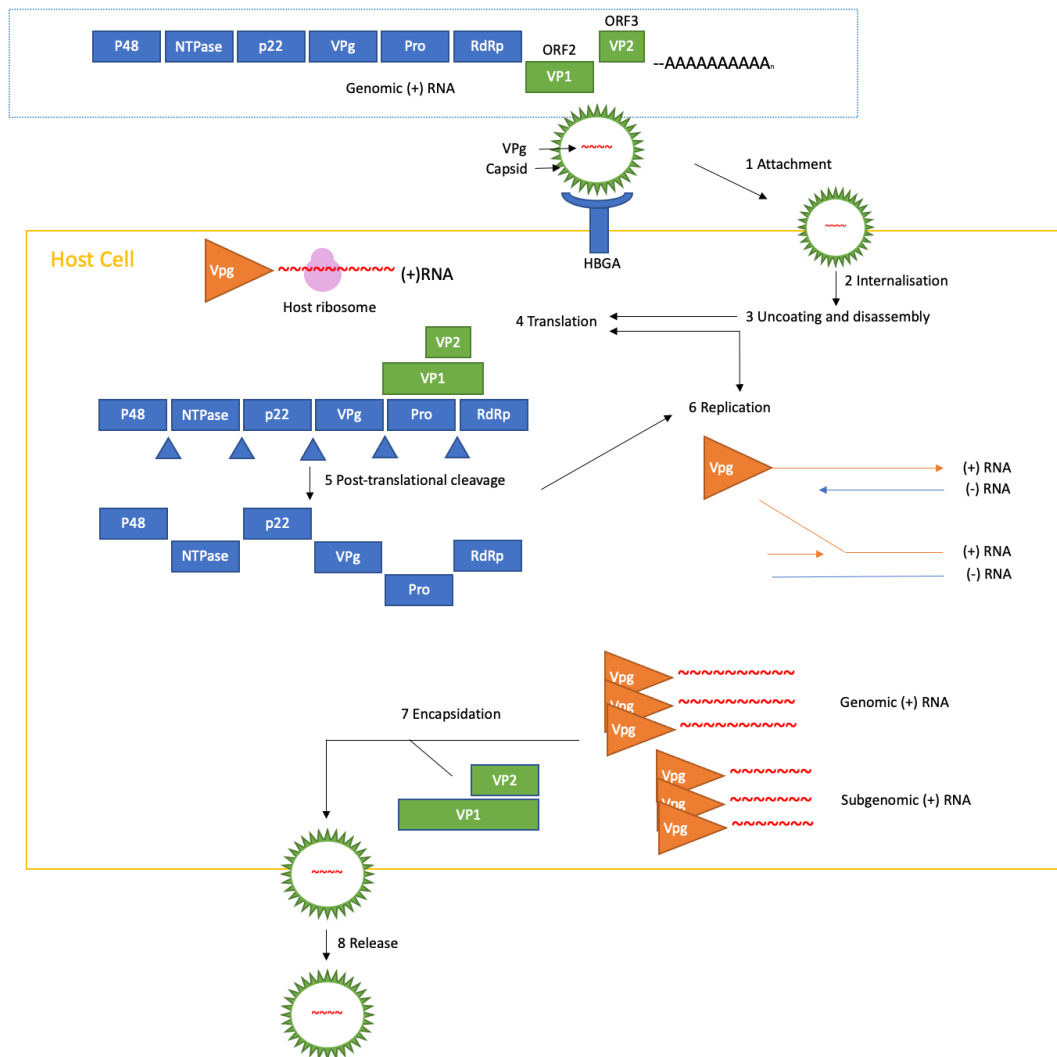 ORF3
P48 NTPase p22 VPg Pro RdRp ORF2 VP2
--AAAAAAAAAAn
VP1
Genomic (+) RNA
VPg
~~~~
Capsid
1 Attachment
~~~~
HBGA
Host Cell
Vpg ~~~~~~~~~~ (+)RNA
Host ribosome
2 Internalisation
3 Uncoating and disassembly
4 Translation
VP2
VP1
P48 NTPase p22 VPg Pro RdRp
6 Replication
5 Post-translational cleavage
Vpg
(+) RNA
(-) RNA
P48 p22
NTPase VPg RdRp
Pro
(+) RNA
(-) RNA
Vpg ~~~~~~~~~~
Vpg ~~~~~~~~~~
Vpg ~~~~~~~~~~
Genomic (+) RNA
7 Encapsidation
VP2
VP1
Vpg ~~~~~~~
Vpg ~~~~~~~
Vpg ~~~~~~~
Subgenomic (+) RNA
~~~~
8 Release
~~~~